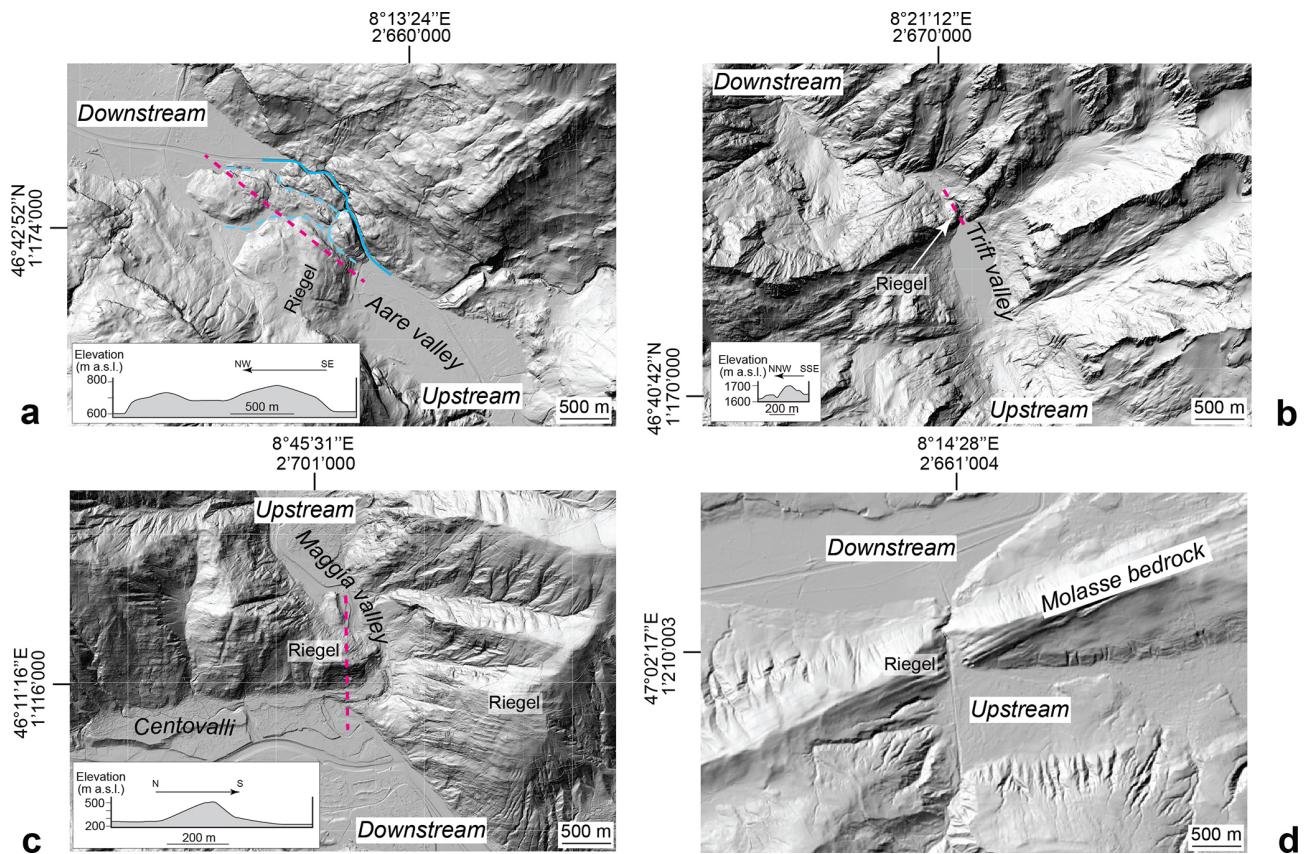 a
8°13'24''E
2'660'000
46°42'52''N
1'174'000
Downstream
Riegel
Aare valley
Upstream
Elevation
(m a.s.l.)
NW
SE
800
600
500 m
500 m
b
8°21'12''E
2'670'000
46°40'42''N
1'170'000
Downstream
Trift valley
Riegel
Upstream
Elevation
(m a.s.l.)
NNW
SSE
1700
1600
200 m
500 m
c
8°45'31''E
2'701'000
46°11'16''E
1'116'000
Upstream
Maggia valley
Riegel
Riegel
Centovalli
Downstream
Elevation
(m a.s.l.)
N
S
500
200
200 m
500 m
d
8°14'28''E
2'661'004
47°02'17''E
1'210'003
Downstream
Molasse bedrock
Riegel
Upstream
500 m